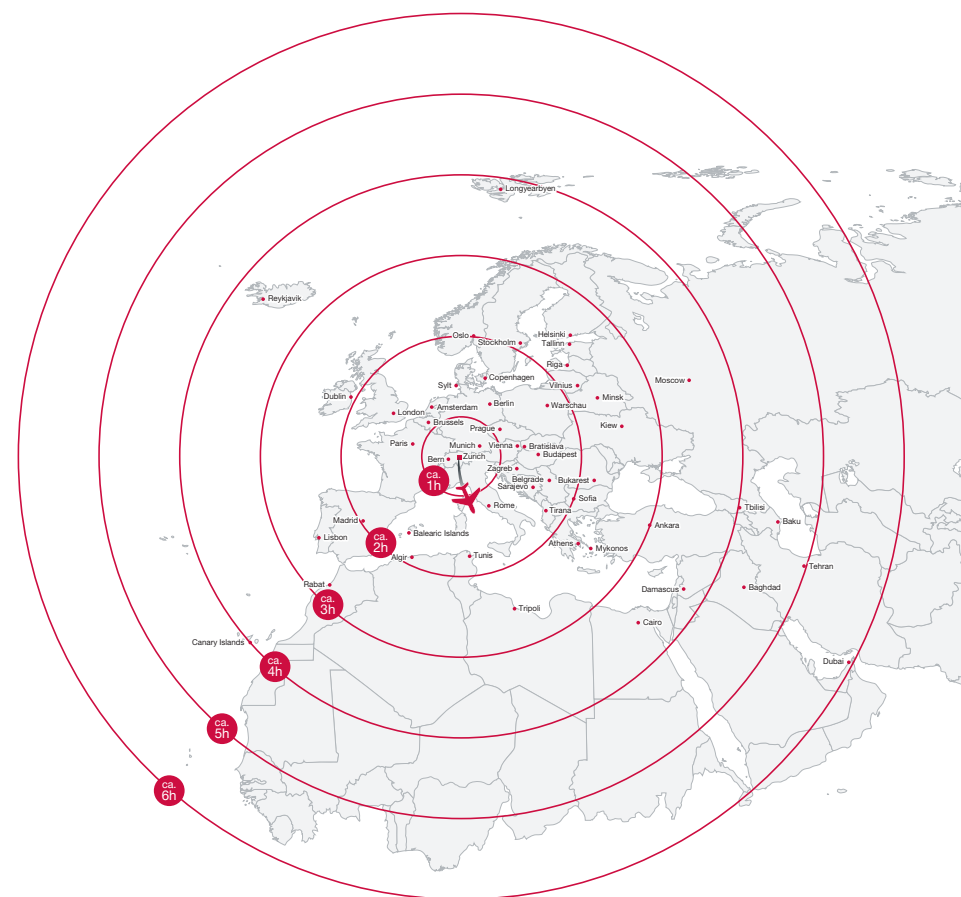 Longyearbyen
Reykjavik
Oslo
Helsinki
Stockholm
Tallinn
Riga
Copenhagen
Moscow
Sylt
Vilnius
Dublin
Minsk
Amsterdam
Berlin
Warschau
London
Brussels
Prague
Kiew
Paris
Munich
Vienna
Bratislava
Bern
Zurich
Budapest
Zagreb
ca.
1h
Belgrade
Bukarest
Sarajevo
Sofia
Rome
Tirana
Tbilisi
Madrid
Baku
Ankara
Balearic Islands
Lisbon
ca.
2h
Athens
Mykonos
Algir
Tunis
Tehran
Rabat
Damascus
Baghdad
ca.
3h
Tripoli
Cairo
Canary Islands
Dubai
ca.
4h
ca.
5h
ca.
6h